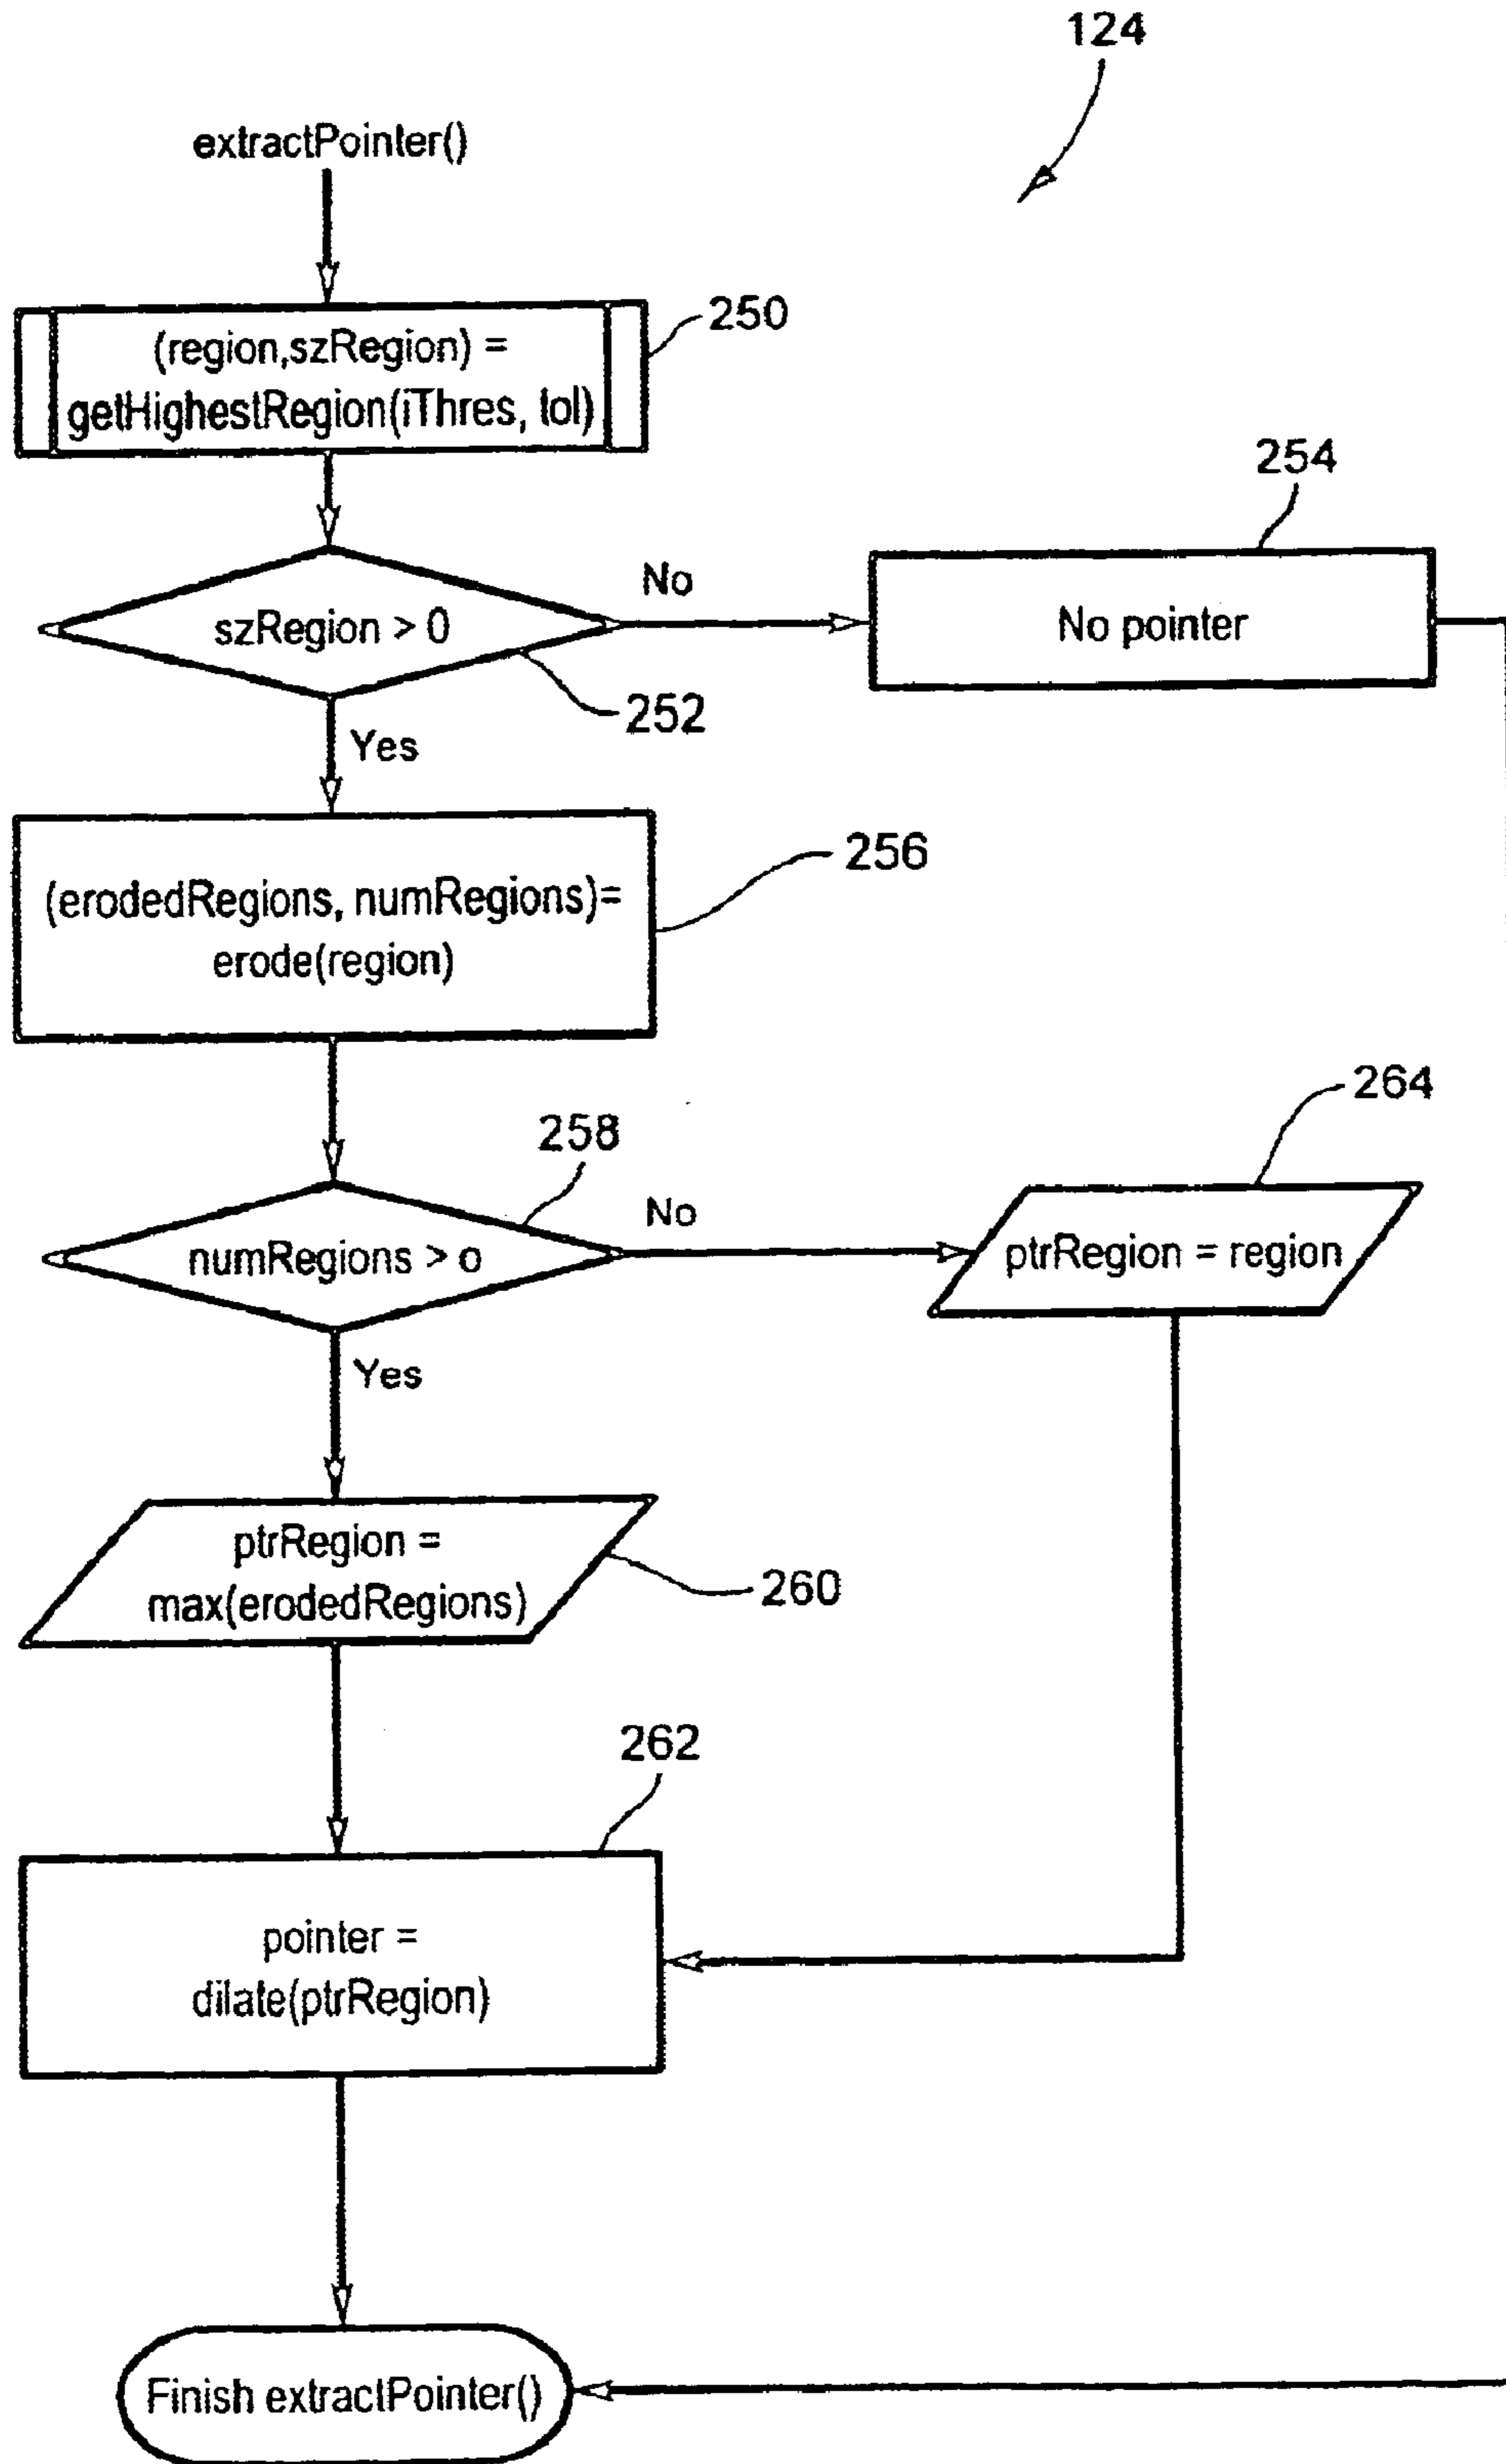 124
extractPointer()
(region,szRegion) =
getHighestRegion(iThres, tol)
250
254
szRegion > 0
No
No pointer
252
Yes
(erodedRegions, numRegions)=
erode(region)
256
258
264
numRegions > o
No
ptrRegion = region
Yes
ptrRegion =
max(erodedRegions)
260
262
pointer =
dilate(ptrRegion)
Finish extractPointer()